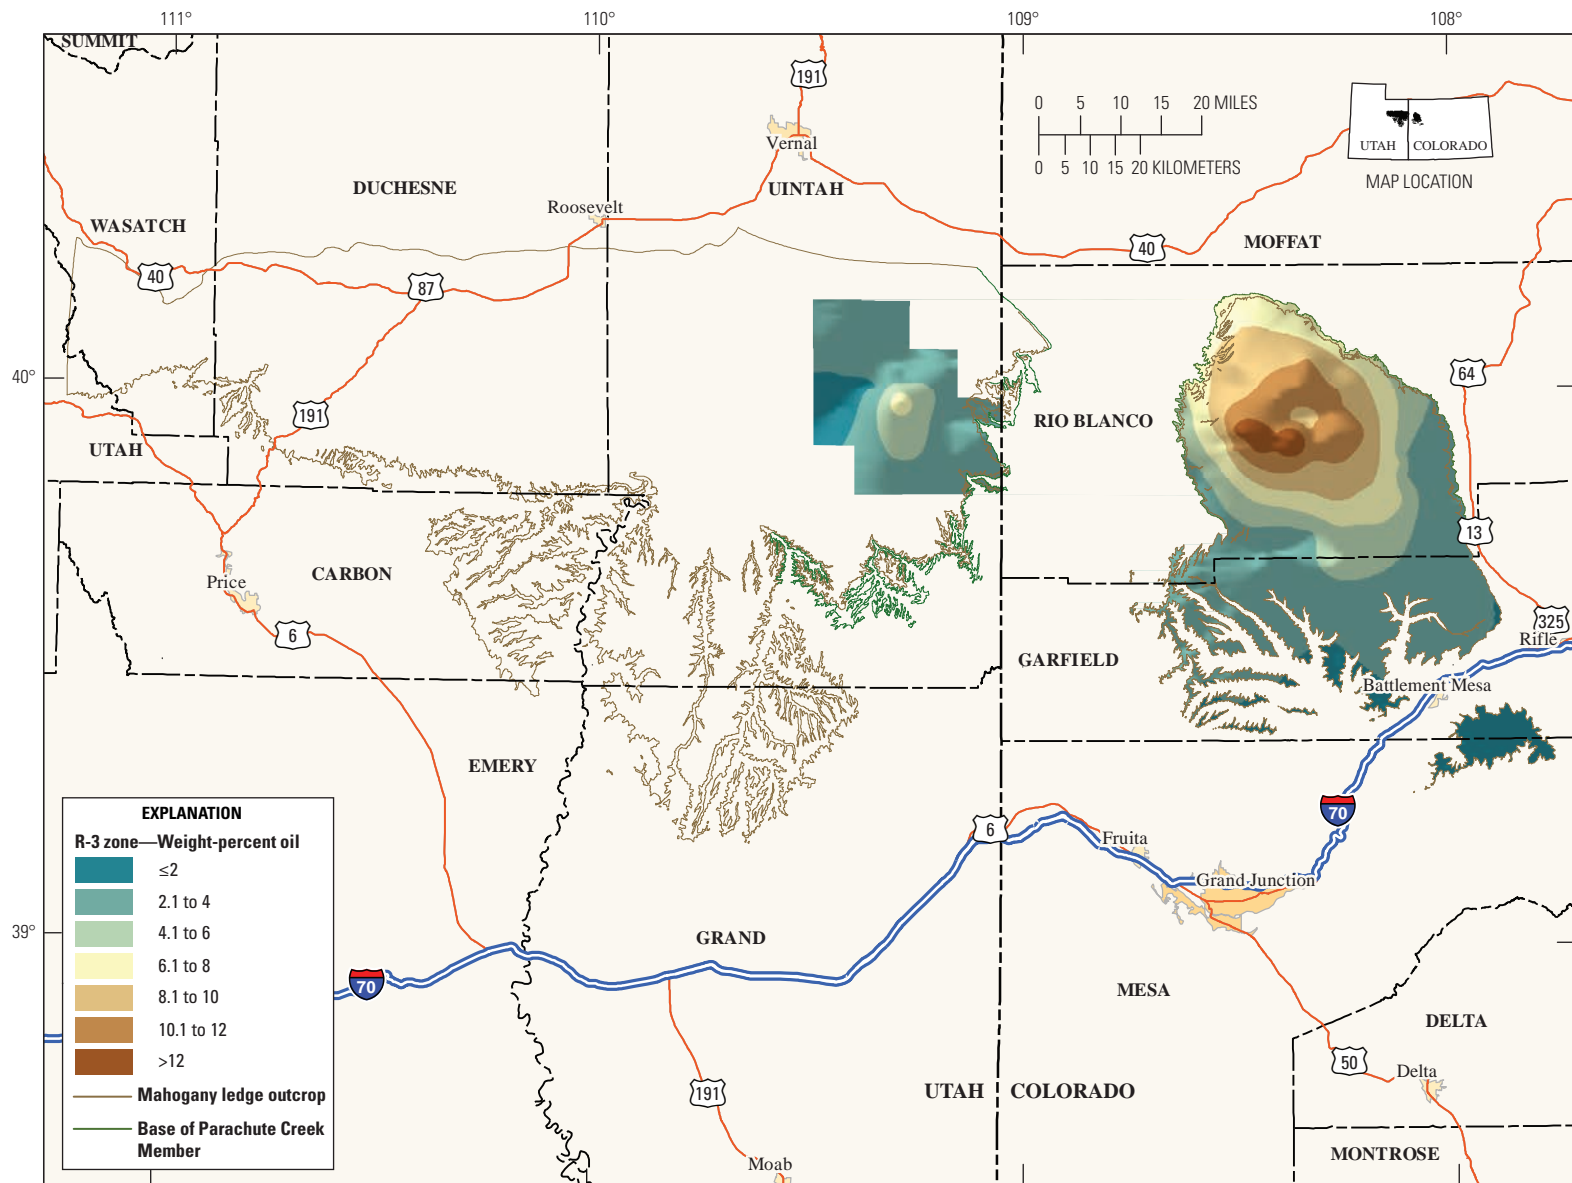 111°
110°
109°
108°
SUMMIT
191
0 5 10 15 20 MILES
0 5 10 15 20 KILOMETERS
UTAH
COLORADO
MAP LOCATION
Vernal
DUCHESNE
UINTAH
Roosevelt
WASATCH
40
87
40
MOFFAT
40°
64
191
UTAH
RIO BLANCO
13
CARBON
Price
6
325
Rifle
GARFIELD
Battlement Mesa
EMERY
70
6
Fruita
Grand Junction
39°
GRAND
70
MESA
DELTA
50
Delta
191
UTAH
COLORADO
MONTROSE
Moab
EXPLANATION
R-3 zone—Weight-percent oil
≤2
2.1 to 4
4.1 to 6
6.1 to 8
8.1 to 10
10.1 to 12
>12
Mahogany ledge outcrop
Base of Parachute Creek
Member